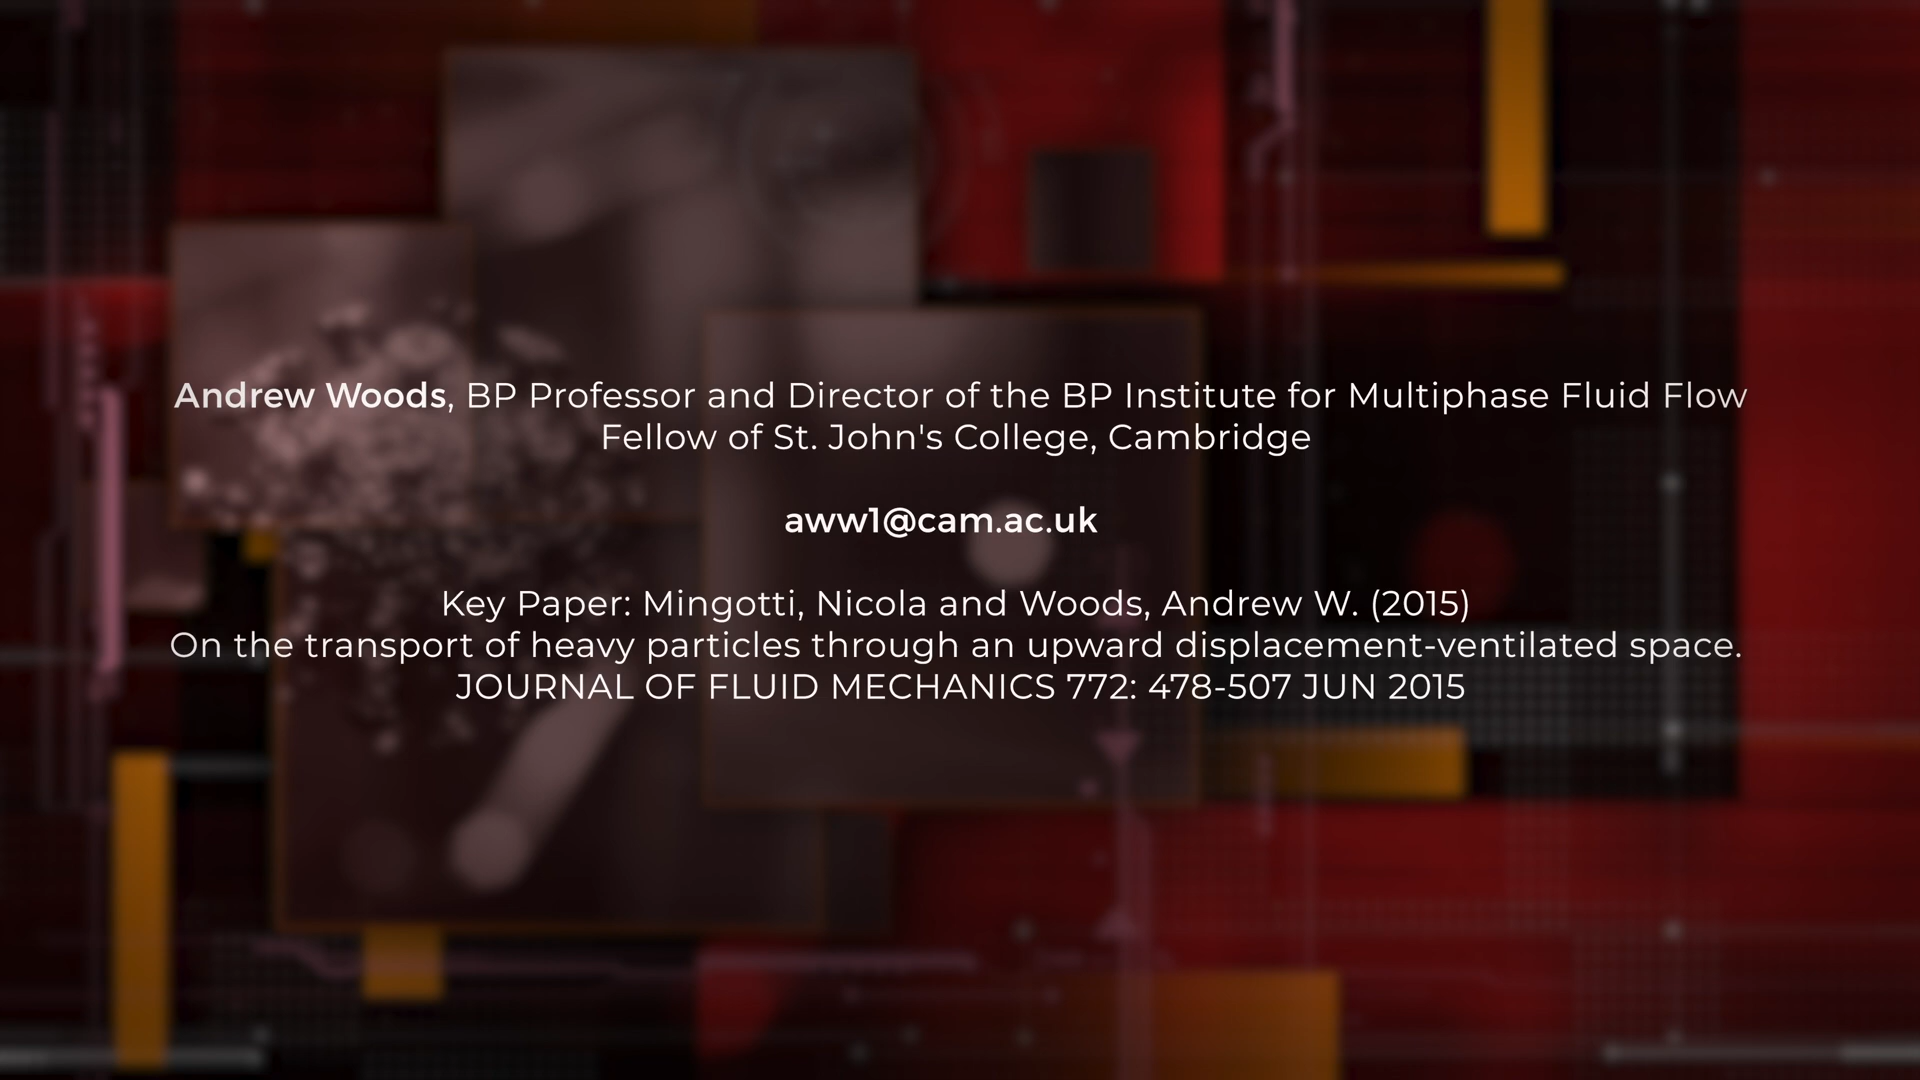 Andrew Woods, BP Professor and Director of the BP Institute for Multiphase Fluid Flow
Fellow of St. John's College, Cambridge
aww1@cam.ac.uk
Key Paper: Mingotti, Nicola and Woods, Andrew W. (2015)
On the transport of heavy particles through an upward displacement-ventilated space.
JOURNAL OF FLUID MECHANICS 772: 478-507 JUN 2015